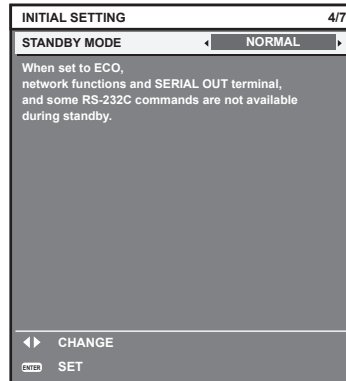 INITIAL SETTING 4/7
STANDBY MODE NORMAL
When set to ECO,
network functions and SERIAL OUT terminal,
and some RS-232C commands are not available
during standby.
CHANGE
ENTER SET